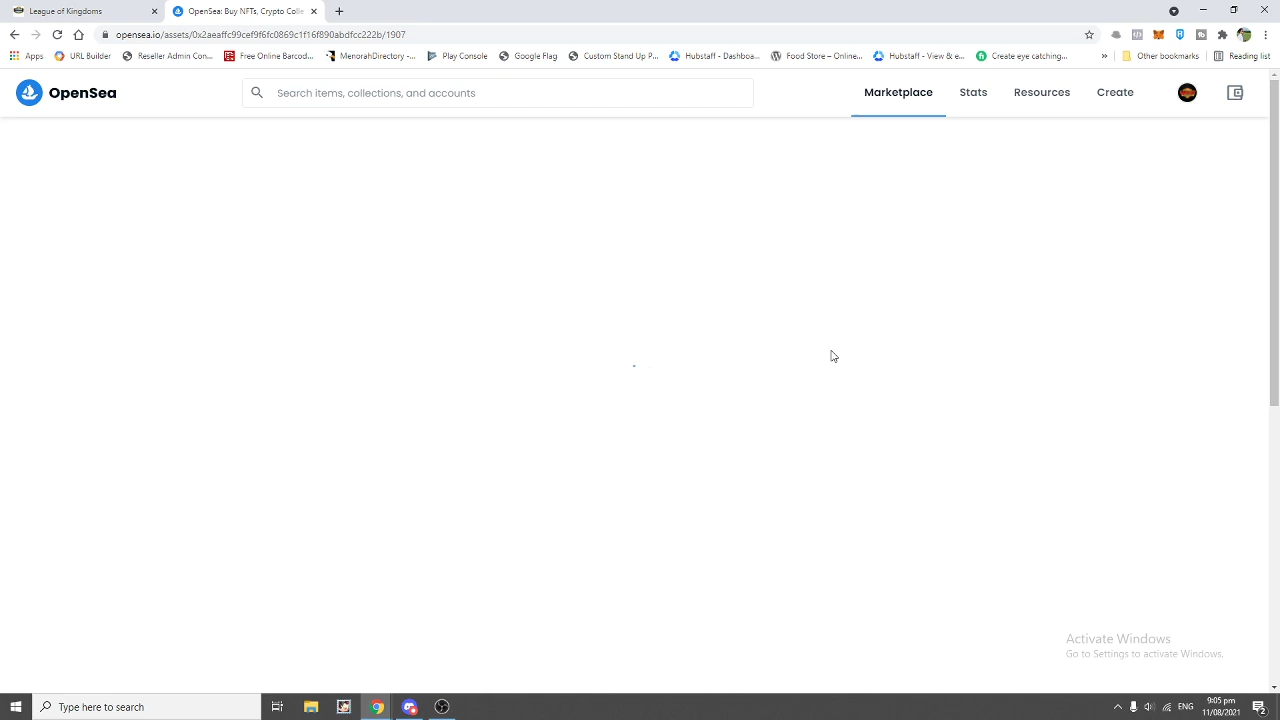 League of Kingdoms
OpenSea: Buy NFTs, Crypto Colle
opensea.io/assets/0x2aeaffc99cef9f6fc0869c1f16f890abdfcc222b/1907
Apps
URL Builder
Reseller Admin Con...
Free Online Barcod...
MenorahDirectory -...
Play Console
Google Flag
Custom Stand Up P...
Hubstaff - Dashboa...
Food Store – Online...
Hubstaff - View & e...
Create eye catching...
»
Other bookmarks
Reading list
OpenSea
Search items, collections, and accounts
Marketplace
Stats
Resources
Create
Activate Windows
Go to Settings to activate Windows.
Type here to search
ENG
9:05 pm
11/08/2021
2